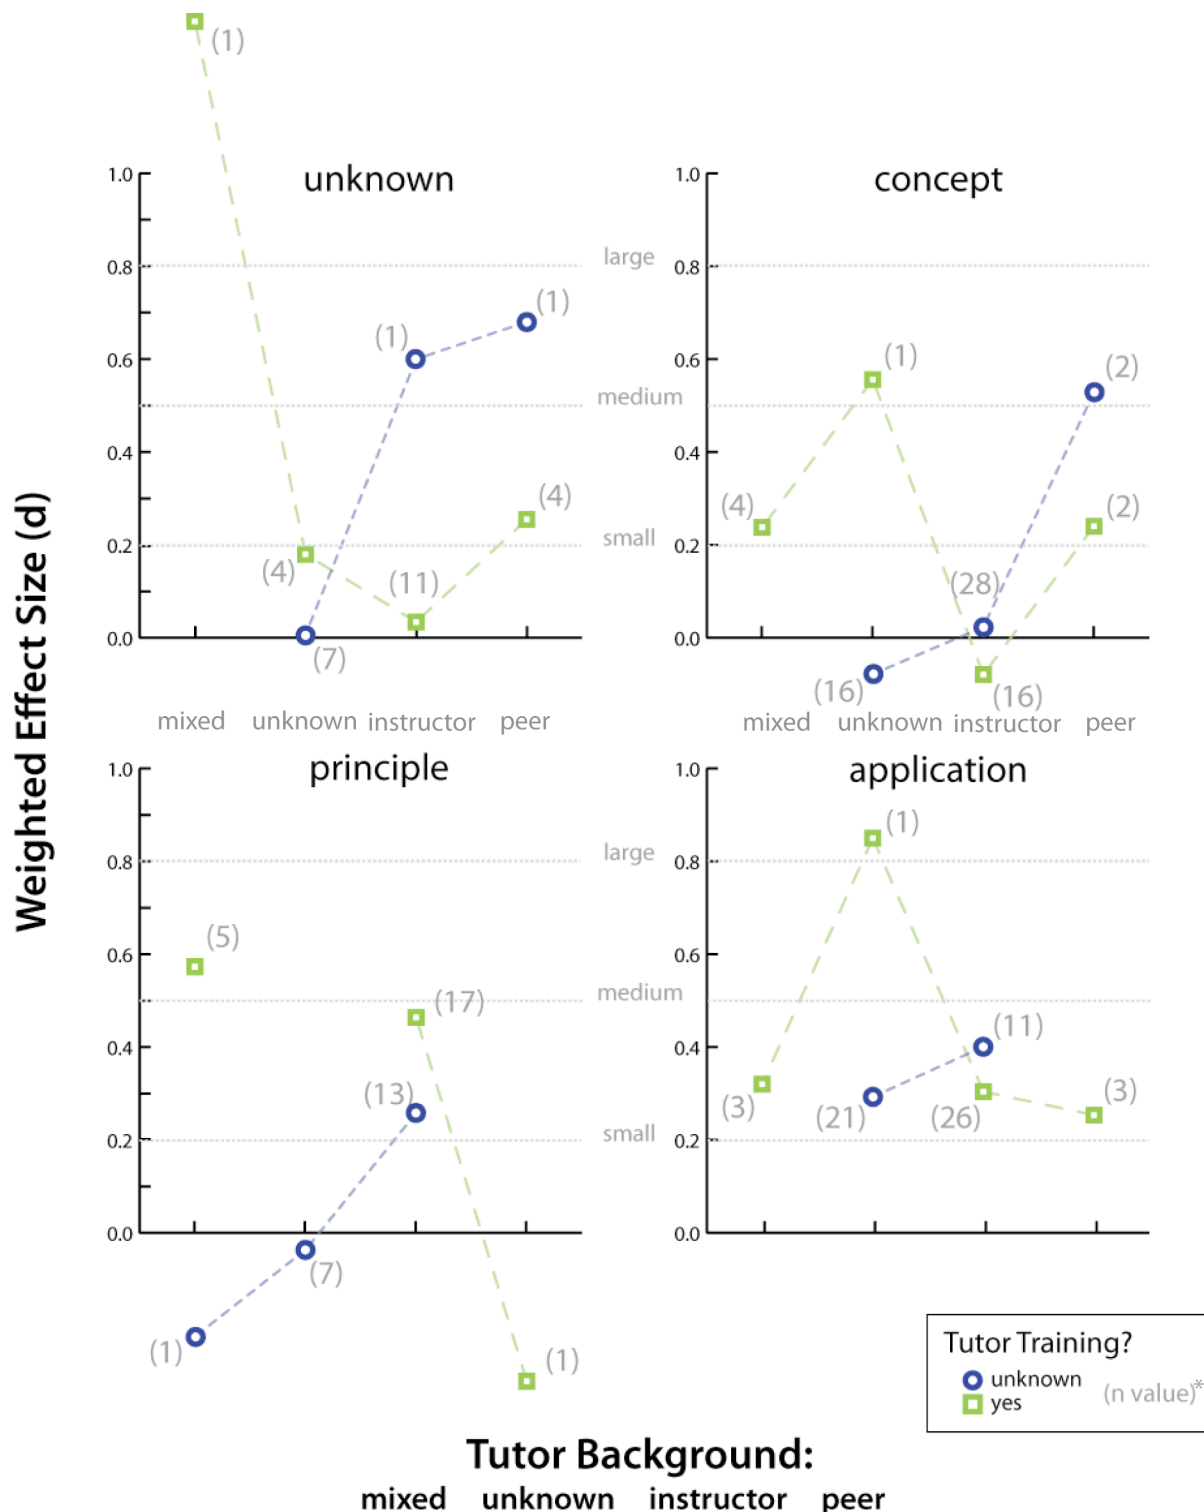 (1)
1.0 unknown
0.8
0.6
0.4
0.2
0.0
(1)
(1)
(4)
(4)
(11)
(7)
large
medium
small
1.0 concept
0.8
0.6
0.4
0.2
0.0
(1)
(2)
(4)
(2)
(28)
(16)
(16)
mixed unknown instructor peer
mixed unknown instructor peer
Weighted Effect Size (d)
1.0 principle
0.8
0.6
0.4
0.2
0.0
(5)
(17)
(13)
(7)
(1)
(1)
large
medium
small
1.0 application
0.8
0.6
0.4
0.2
0.0
(1)
(11)
(3)
(21)
(26)
(3)
Tutor Training?
unknown
yes
(n value)*
Tutor Background:
mixed unknown instructor peer